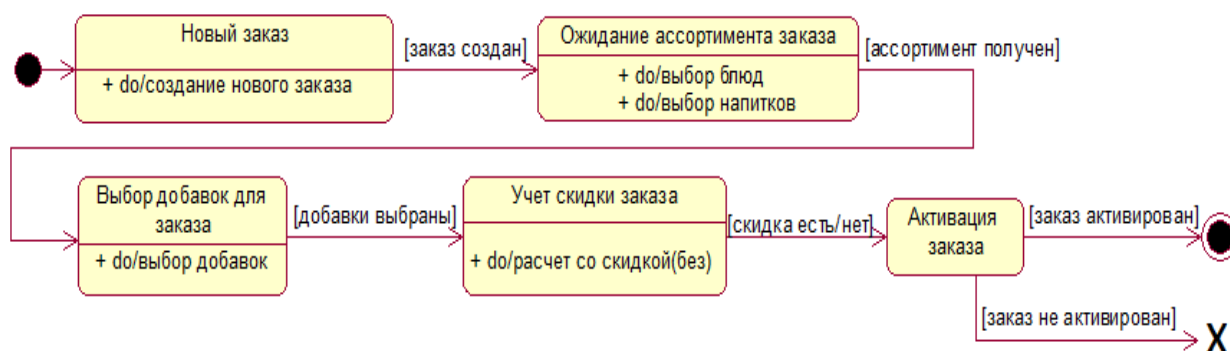 Новый заказ
+ do/создание нового заказа
[заказ создан]
Ожидание ассортимента заказа
+ do/выбор блюд
+ do/выбор напитков
[ассортимент получен]
Выбор добавок для
заказа
+ do/выбор добавок
[добавки выбраны]
Учет скидки заказа
+ do/расчет со скидкой(без)
[скидка есть/нет]
Активация
заказа
[заказ активирован]
[заказ не активирован]
X